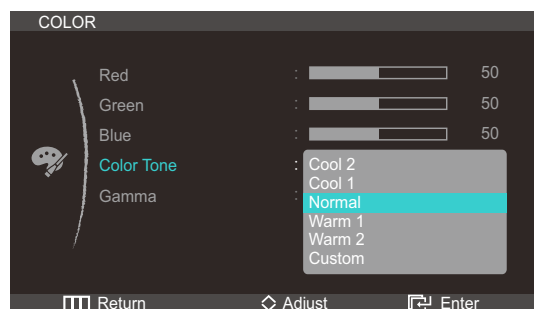 COLOR
Red : 50
Green : 50
Blue : 50
Color Tone : Cool 2
Cool 1
Gamma :
Normal
Warm 1
Warm 2
Custom
Return Adjust Enter